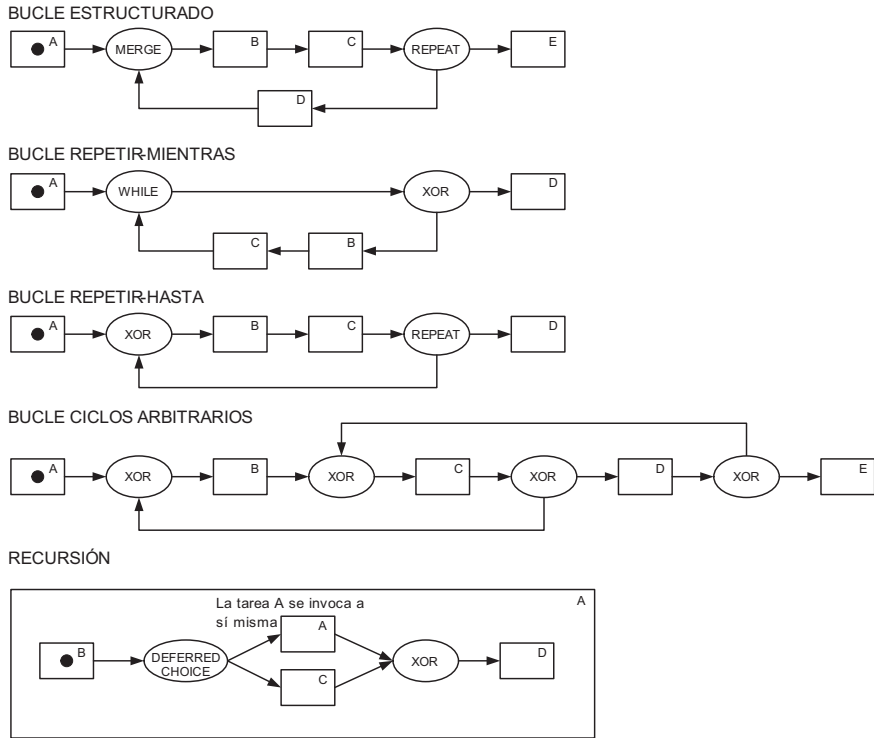 BUCLE ESTRUCTURADO
A
MERGE
B
C
REPEAT
E
D
BUCLE REPETIR-MIENTRAS
A
WHILE
XOR
D
C
B
BUCLE REPETIR-HASTA
A
XOR
B
C
REPEAT
D
BUCLE CICLOS ARBITRARIOS
A
XOR
B
XOR
C
XOR
D
XOR
E
RECURSIÓN
La tarea A se invoca a
sí misma
A
A
B
DEFERRED
CHOICE
C
XOR
D